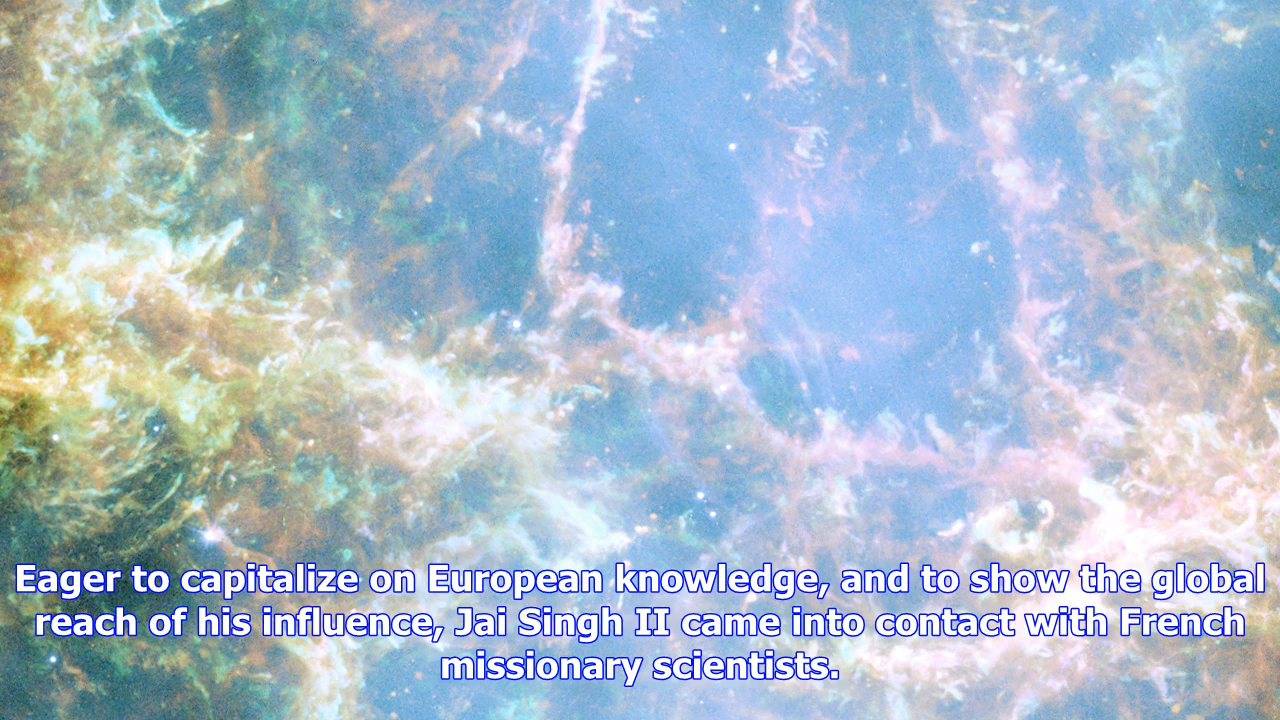 Eager to capitalize on European knowledge, and to show the global
reach of his influence, Jai Singh II came into contact with French
missionary scientists.